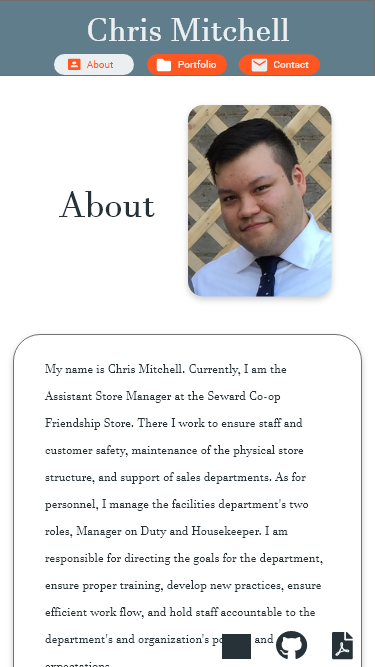 Chris Mitchell
About
Portfolio
Contact
About
My name is Chris Mitchell. Currently, I am the
Assistant Store Manager at the Seward Co-op
Friendship Store. There I work to ensure staff and
customer safety, maintenance of the physical store
structure, and support of sales departments. As for
personnel, I manage the facilities department's two
roles, Manager on Duty and Housekeeper. I am
responsible for directing the goals for the department,
ensure proper training, develop new practices, ensure
efficient work flow, and hold staff accountable to the
department's and organization's and
expectations